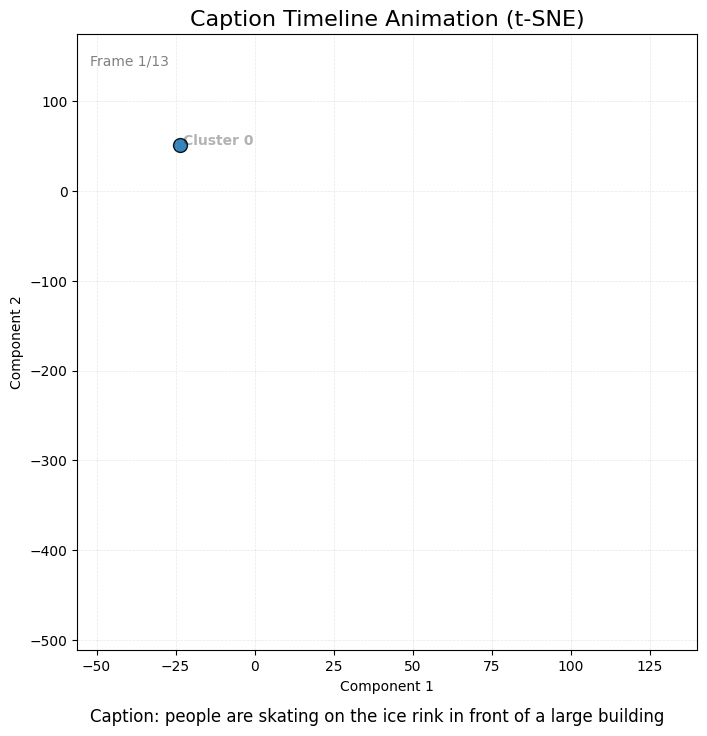 Caption Timeline Animation (t-SNE)
Frame 1/13
Cluster 0
100
0
−100
−200
−300
−400
−500
Component 2
−50 −25 0 25 50 75 100 125
Component 1
Caption: people are skating on the ice rink in front of a large building